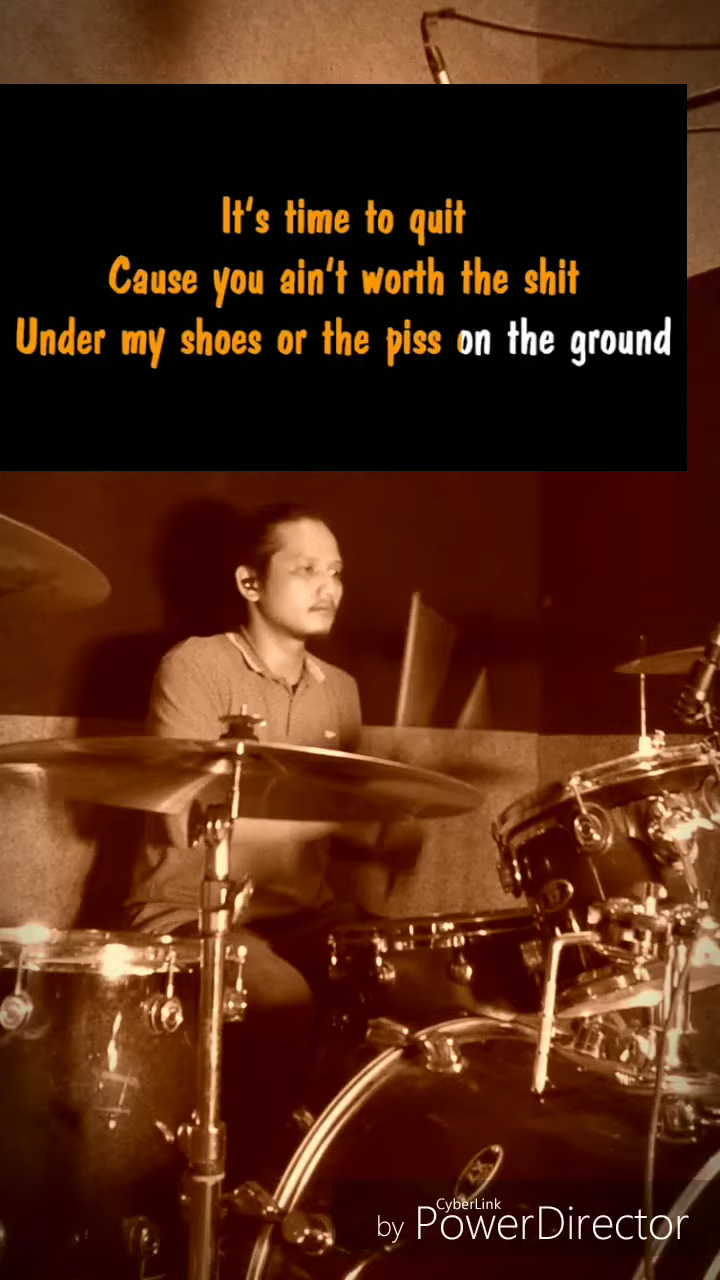 It's time to quit
Cause you ain't worth the shit
Under my shoes or the piss on the ground
CyberLink
by PowerDirector